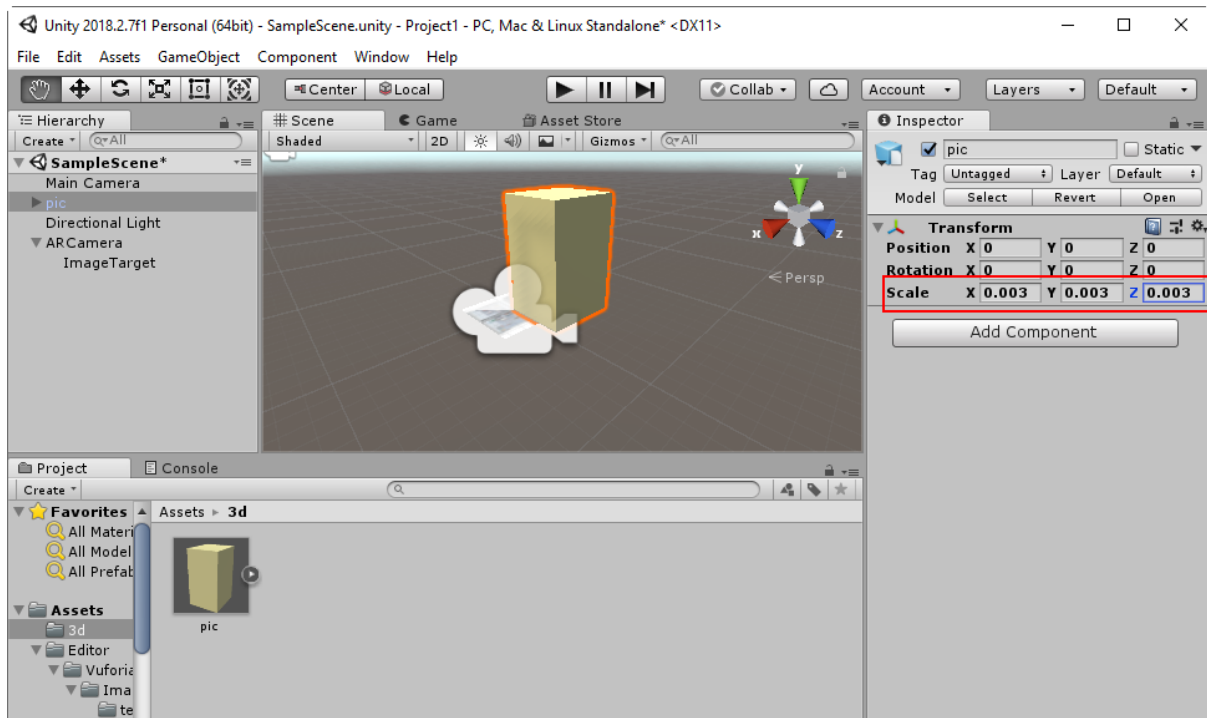 Unity 2018.2.7f1 Personal (64bit) - SampleScene.unity - Project1 - PC, Mac & Linux Standalone* <DX11>
File Edit Assets GameObject Component Window Help
Center Local Collab Account Layers Default
Hierarchy
Create All
SampleScene*
Main Camera
pic
Directional Light
ARCamera
ImageTarget
Scene Game Asset Store
Shaded 2D Gizmos All
y
x z
Persp
Inspector
pic Static
Tag Untagged Layer Default
Model Select Revert Open
Transform
Position X 0 Y 0 Z 0
Rotation X 0 Y 0 Z 0
Scale X 0.003 Y 0.003 Z 0.003
Add Component
Project Console
Create
Favorites
All Materi
All Model
All Prefab
Assets
3d
Editor
Vuforia
Ima
te
Assets 3d
pic